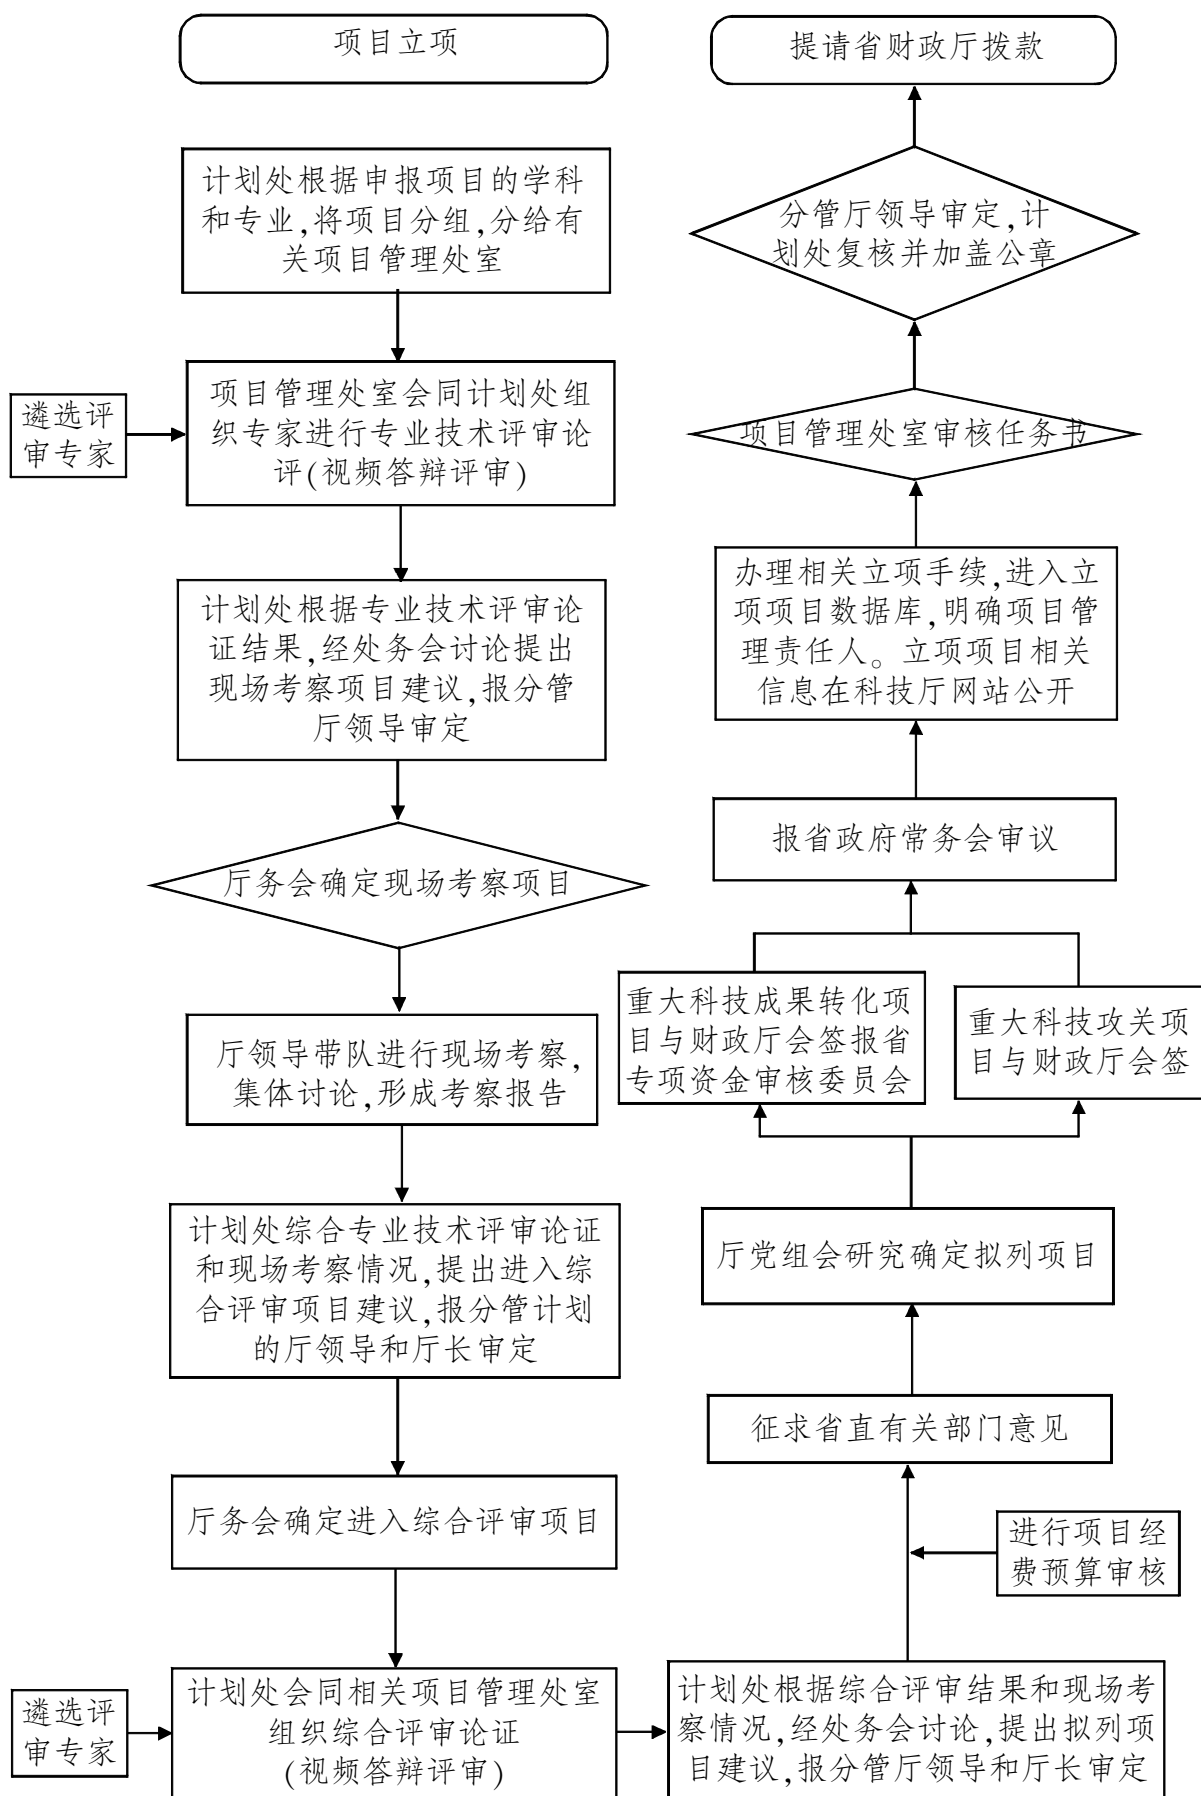 项目立项
计划处根据申报项目的学科
和专业,将项目分组,分给有
关项目管理处室
遴选评
审专家
项目管理处室会同计划处组
织专家进行专业技术评审论
评(视频答辩评审)
计划处根据专业技术评审论
证结果,经处务会讨论提出
现场考察项目建议,报分管
厅领导审定
厅务会确定现场考察项目
厅领导带队进行现场考察,
集体讨论,形成考察报告
计划处综合专业技术评审论证
和现场考察情况,提出进入综
合评审项目建议,报分管计划
的厅领导和厅长审定
厅务会确定进入综合评审项目
遴选评
审专家
计划处会同相关项目管理处室
组织综合评审论证
(视频答辩评审)
计划处根据综合评审结果和现场考
察情况,经处务会讨论,提出拟列项
目建议,报分管厅领导和厅长审定
进行项目经
费预算审核
征求省直有关部门意见
厅党组会研究确定拟列项目
重大科技成果转化项
目与财政厅会签报省
专项资金审核委员会
重大科技攻关项
目与财政厅会签
报省政府常务会审议
办理相关立项手续,进入立
项项目数据库,明确项目管
理责任人。立项项目相关
信息在科技厅网站公开
项目管理处室审核任务书
分管厅领导审定,计
划处复核并加盖公章
提请省财政厅拨款